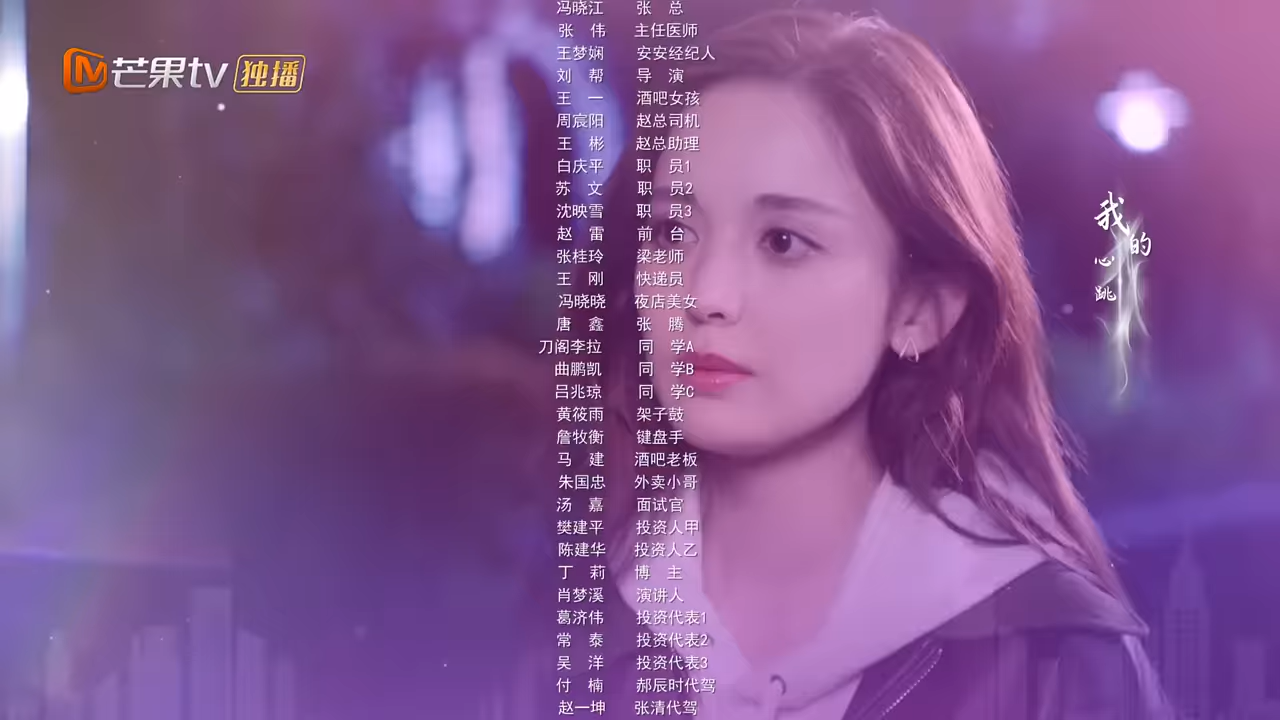 芒果tv 独播
冯晓江 张 总
张 伟 主任医师
王梦娴 安安经纪人
刘 帮 导 演
王 一 酒吧女孩
周宸阳 赵总司机
王 彬 赵总助理
白庆平 职 员1
苏 文 职 员2
沈映雪 职 员3
赵 雷 前 台
张桂玲 梁老师
王 刚 快递员
冯晓晓 夜店美女
唐 鑫 张 腾
刀阁李拉 同 学A
曲鹏凯 同 学B
吕兆琼 同 学C
黄筱雨 架子鼓
詹牧衡 键盘手
马 建 酒吧老板
朱国忠 外卖小哥
汤 嘉 面试官
樊建平 投资人甲
陈建华 投资人乙
丁 莉 博 主
肖梦溪 演讲人
葛济伟 投资代表1
常 泰 投资代表2
吴 洋 投资代表3
付 楠 郝辰时代驾
赵一坤 张清代驾
我的心跳